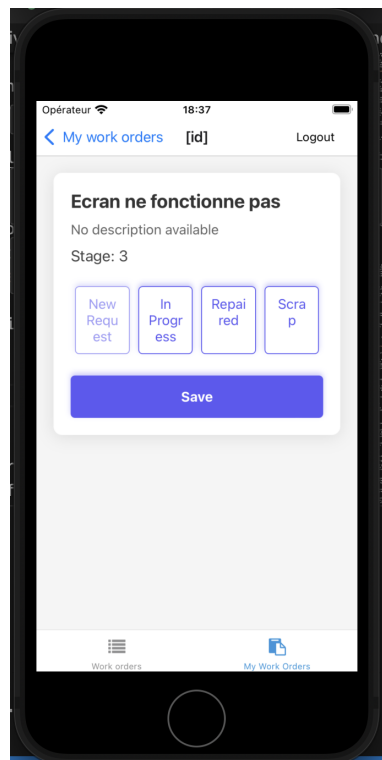 Opérateur 18:37
My work orders [id] Logout
Ecran ne fonctionne pas
No description available
Stage: 3
New
Requ
est
In
Progr
ess
Repai
red
Scra
p
Save
Work orders
My Work Orders